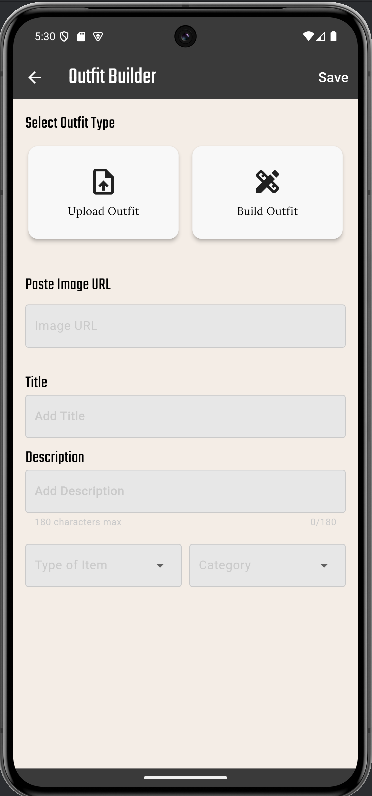 5:30
Outfit Builder
Save
Select Outfit Type
Upload Outfit
Build Outfit
Paste Image URL
Image URL
Title
Add Title
Description
Add Description
180 characters max
0/180
Type of Item
Category